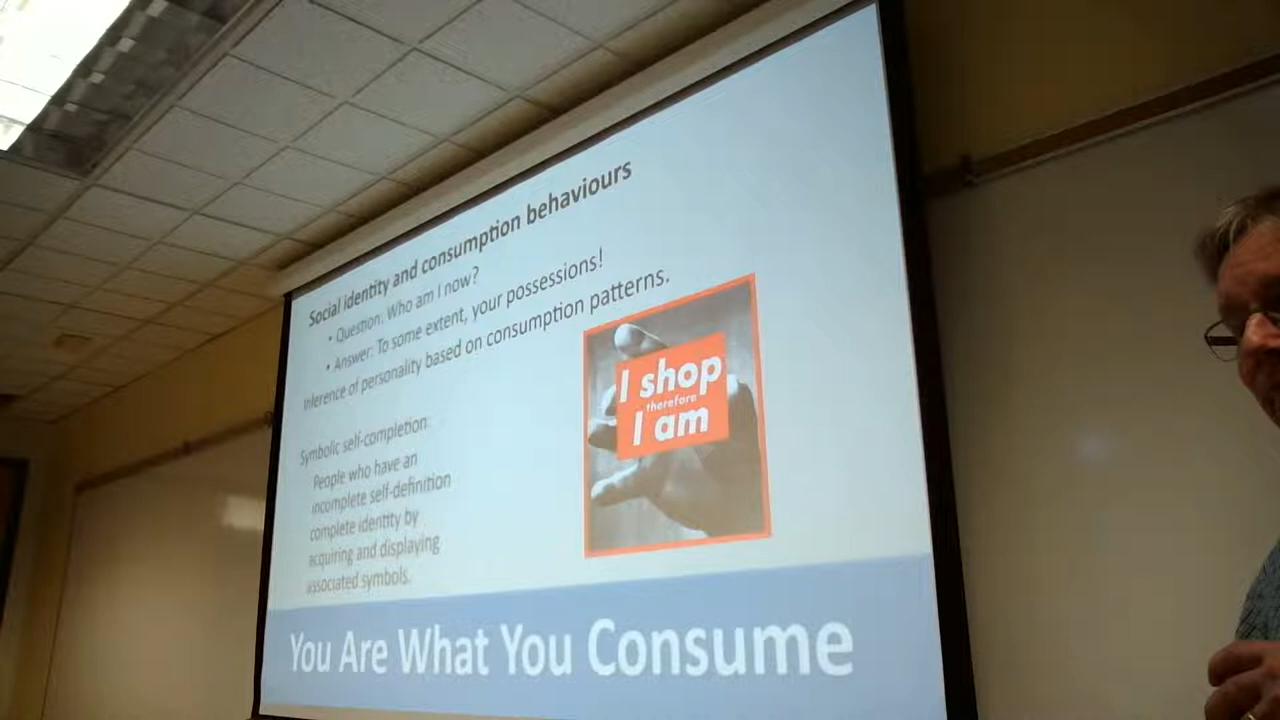 Social identity and consumption behaviours
• Question: Who am I now?
• Answer: To some extent, your possessions!
Inference of personality based on consumption patterns.
Symbolic self-completion:
People who have an
incomplete self-definition
complete identity by
acquiring and displaying
associated symbols.
I shop
therefore
I am
You Are What You Consume